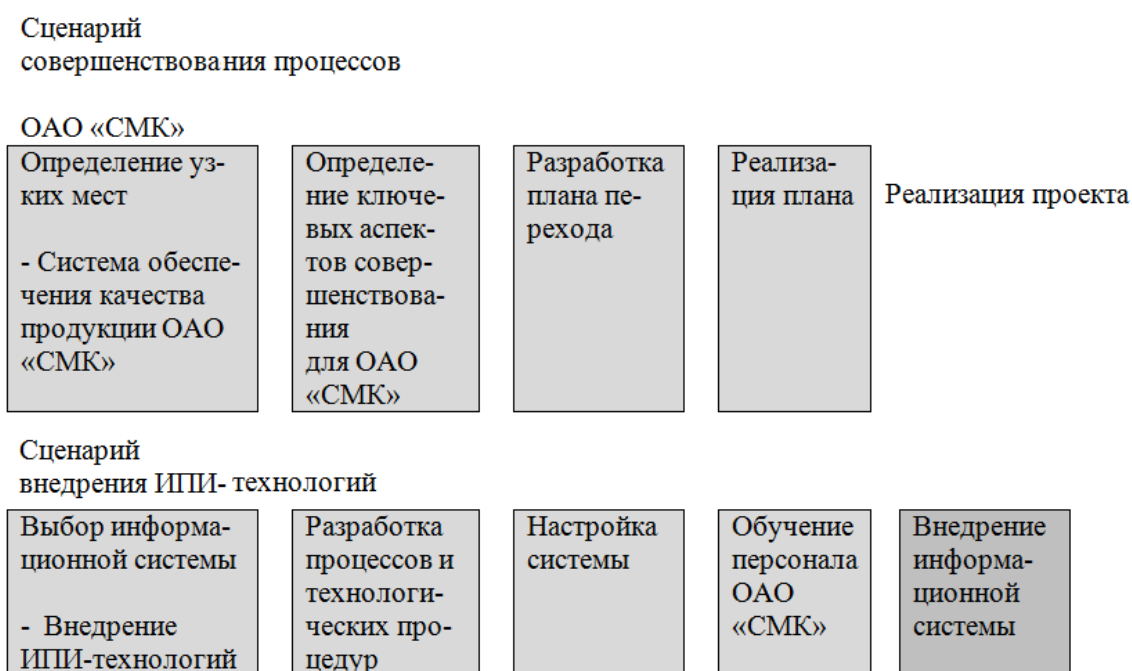 Сценарий
совершенствования процессов
ОАО «СМК»
Определение уз-
ких мест
- Система обеспе-
чения качества
продукции ОАО
«СМК»
Определе-
ние ключе-
вых аспек-
тов совер-
шенствова-
ния
для ОАО
«СМК»
Разработка
плана пе-
рехода
Реализа-
ция плана
Реализация проекта
Сценарий
внедрения ИПИ- технологий
Выбор информа-
ционной системы
- Внедрение
ИПИ-технологий
Разработка
процессов и
технологи-
ческих про-
цедур
Настройка
системы
Обучение
персонала
ОАО
«СМК»
Внедрение
информа-
ционной
системы